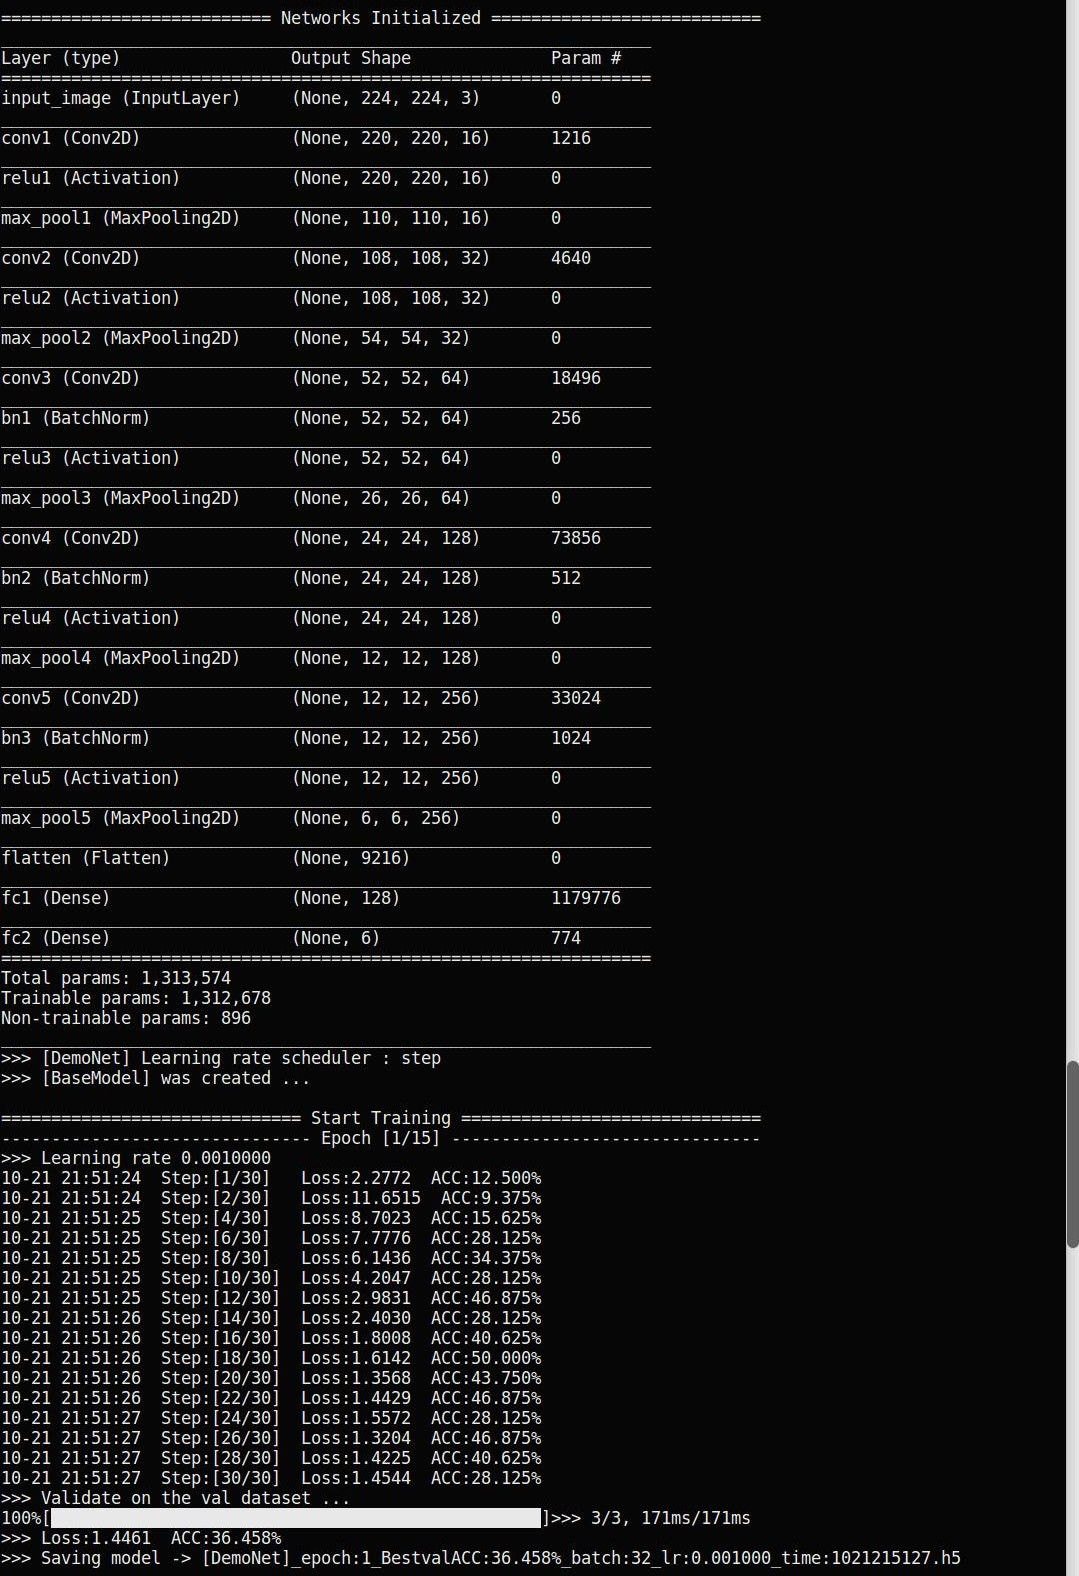 =========================== Networks Initialized ===========================
_________________________________________________________________
Layer (type)                 Output Shape              Param #
=================================================================
input_image (InputLayer)     (None, 224, 224, 3)       0
_________________________________________________________________
conv1 (Conv2D)               (None, 220, 220, 16)      1216
_________________________________________________________________
relu1 (Activation)           (None, 220, 220, 16)      0
_________________________________________________________________
max_pool1 (MaxPooling2D)     (None, 110, 110, 16)      0
_________________________________________________________________
conv2 (Conv2D)               (None, 108, 108, 32)      4640
_________________________________________________________________
relu2 (Activation)           (None, 108, 108, 32)      0
_________________________________________________________________
max_pool2 (MaxPooling2D)     (None, 54, 54, 32)        0
_________________________________________________________________
conv3 (Conv2D)               (None, 52, 52, 64)        18496
_________________________________________________________________
bn1 (BatchNorm)              (None, 52, 52, 64)        256
_________________________________________________________________
relu3 (Activation)           (None, 52, 52, 64)        0
_________________________________________________________________
max_pool3 (MaxPooling2D)     (None, 26, 26, 64)        0
_________________________________________________________________
conv4 (Conv2D)               (None, 24, 24, 128)       73856
_________________________________________________________________
bn2 (BatchNorm)              (None, 24, 24, 128)       512
_________________________________________________________________
relu4 (Activation)           (None, 24, 24, 128)       0
_________________________________________________________________
max_pool4 (MaxPooling2D)     (None, 12, 12, 128)       0
_________________________________________________________________
conv5 (Conv2D)               (None, 12, 12, 256)       33024
_________________________________________________________________
bn3 (BatchNorm)              (None, 12, 12, 256)       1024
_________________________________________________________________
relu5 (Activation)           (None, 12, 12, 256)       0
_________________________________________________________________
max_pool5 (MaxPooling2D)     (None, 6, 6, 256)         0
_________________________________________________________________
flatten (Flatten)            (None, 9216)              0
_________________________________________________________________
fc1 (Dense)                  (None, 128)               1179776
_________________________________________________________________
fc2 (Dense)                  (None, 6)                 774
=================================================================
Total params: 1,313,574
Trainable params: 1,312,678
Non-trainable params: 896
_________________________________________________________________
>>> [DemoNet] Learning rate scheduler : step
>>> [BaseModel] was created ...
============================== Start Training ==============================
------------------------------- Epoch [1/15] -------------------------------
>>> Learning rate 0.0010000
10-21 21:51:24  Step:[1/30]   Loss:2.2772  ACC:12.500%
10-21 21:51:24  Step:[2/30]   Loss:11.6515  ACC:9.375%
10-21 21:51:25  Step:[4/30]   Loss:8.7023  ACC:15.625%
10-21 21:51:25  Step:[6/30]   Loss:7.7776  ACC:28.125%
10-21 21:51:25  Step:[8/30]   Loss:6.1436  ACC:34.375%
10-21 21:51:25  Step:[10/30]  Loss:4.2047  ACC:28.125%
10-21 21:51:25  Step:[12/30]  Loss:2.9831  ACC:46.875%
10-21 21:51:26  Step:[14/30]  Loss:2.4030  ACC:28.125%
10-21 21:51:26  Step:[16/30]  Loss:1.8008  ACC:40.625%
10-21 21:51:26  Step:[18/30]  Loss:1.6142  ACC:50.000%
10-21 21:51:26  Step:[20/30]  Loss:1.3568  ACC:43.750%
10-21 21:51:26  Step:[22/30]  Loss:1.4429  ACC:46.875%
10-21 21:51:27  Step:[24/30]  Loss:1.5572  ACC:28.125%
10-21 21:51:27  Step:[26/30]  Loss:1.3204  ACC:46.875%
10-21 21:51:27  Step:[28/30]  Loss:1.4225  ACC:40.625%
10-21 21:51:27  Step:[30/30]  Loss:1.4544  ACC:28.125%
>>> Validate on the val dataset ...
100%[                                                 ]>>> 3/3, 171ms/171ms
>>> Loss:1.4461  ACC:36.458%
>>> Saving model -> [DemoNet]_epoch:1_BestvalACC:36.458%_batch:32_lr:0.001000_time:1021215127.h5